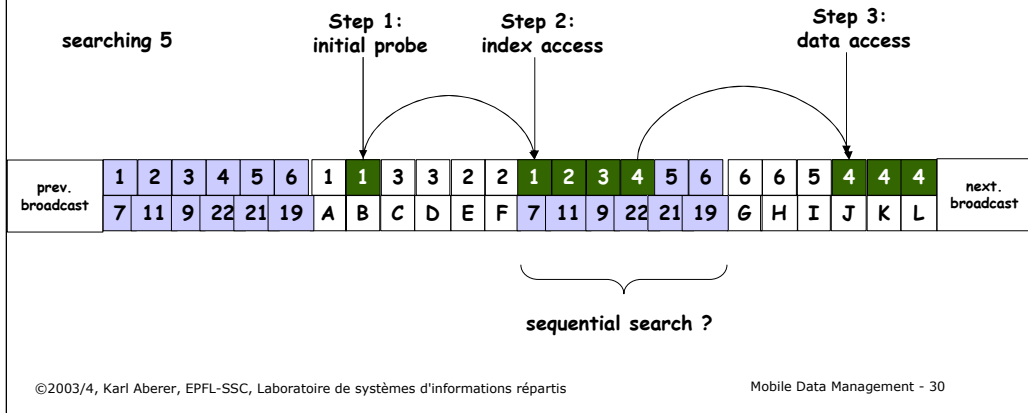 searching 5
Step 1:
initial probe
Step 2:
index access
Step 3:
data access
prev.
broadcast
1 2 3 4 5 6 1 1 3 3 2 2 1 2 3 4 5 6 6 6 5 4 4 4
7 11 9 22 21 19 A B C D E F 7 11 9 22 21 19 G H I J K L
next.
broadcast
sequential search ?
©2003/4, Karl Aberer, EPFL-SSC, Laboratoire de systèmes d'informations répartis
Mobile Data Management - 30